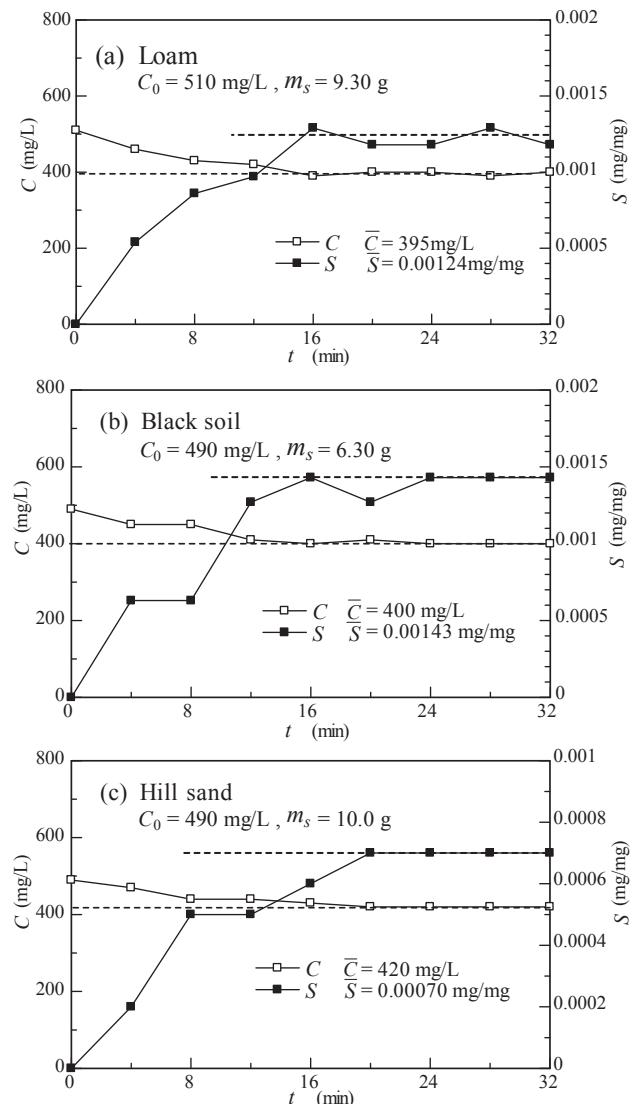 800
0.002
(a) Loam
C₀ = 510 mg/L , mₛ = 9.30 g
600
0.0015
C (mg/L)
400
0.001
S (mg/mg)
C C̅ = 395mg/L
200
0.0005
S S̅ = 0.00124mg/mg
0
0
0 8 16 24 32
t (min)
800
0.002
(b) Black soil
C₀ = 490 mg/L , mₛ = 6.30 g
600
0.0015
C (mg/L)
400
0.001
S (mg/mg)
C C̅ = 400 mg/L
200
0.0005
S S̅ = 0.00143 mg/mg
0
0
0 8 16 24 32
t (min)
800
0.001
(c) Hill sand
C₀ = 490 mg/L , mₛ = 10.0 g
0.0008
600
C (mg/L)
0.0006
400
S (mg/mg)
0.0004
C C̅ = 420 mg/L
200
S S̅ = 0.00070 mg/mg
0.0002
0
0
0 8 16 24 32
t (min)